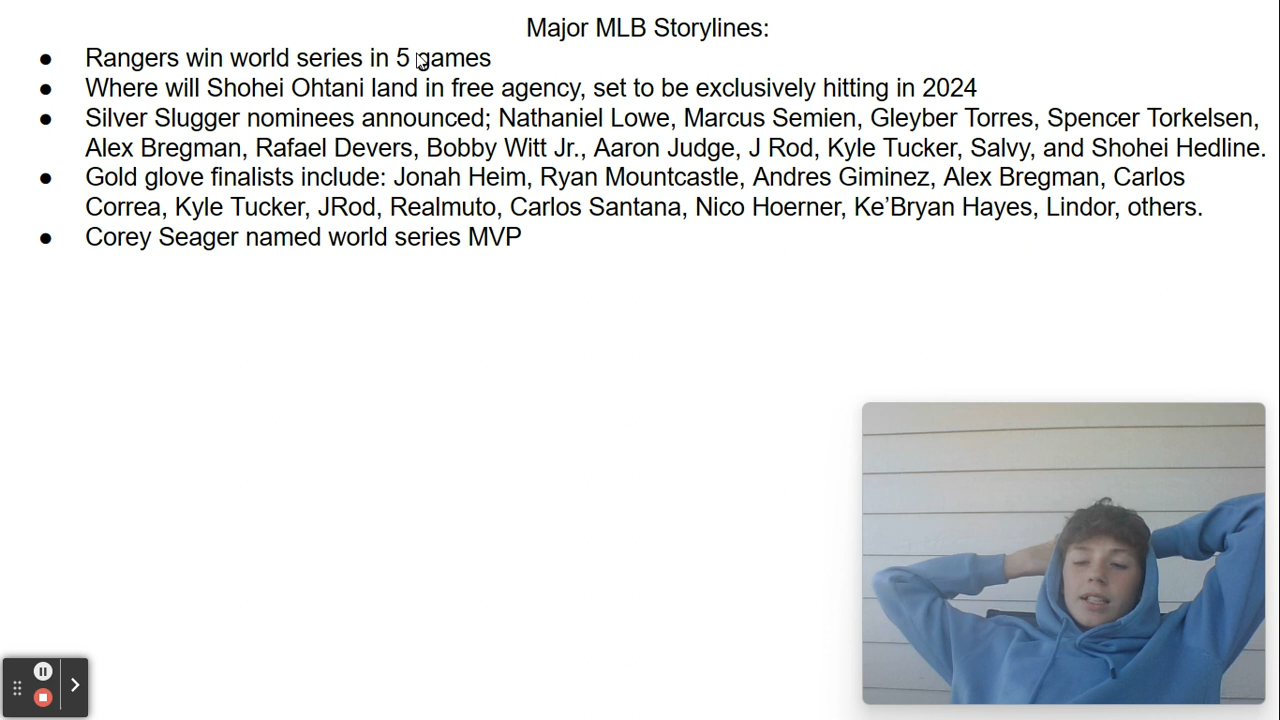 Major MLB Storylines:
● Rangers win world series in 5 games
● Where will Shohei Ohtani land in free agency, set to be exclusively hitting in 2024
● Silver Slugger nominees announced; Nathaniel Lowe, Marcus Semien, Gleyber Torres, Spencer Torkelsen,
Alex Bregman, Rafael Devers, Bobby Witt Jr., Aaron Judge, J Rod, Kyle Tucker, Salvy, and Shohei Hedline.
● Gold glove finalists include: Jonah Heim, Ryan Mountcastle, Andres Giminez, Alex Bregman, Carlos
Correa, Kyle Tucker, JRod, Realmuto, Carlos Santana, Nico Hoerner, Ke’Bryan Hayes, Lindor, others.
● Corey Seager named world series MVP